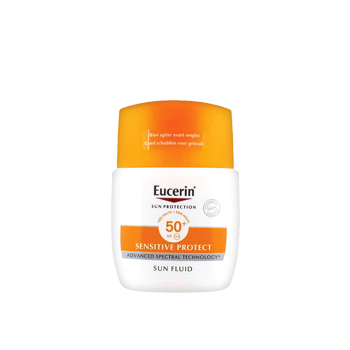 Bien agiter avant emploi
Goed schudden voor gebruik
Eucerin®
SUN PROTECTION
50+
SPF
SENSITIVE PROTECT
ADVANCED SPECTRAL TECHNOLOGY*
SUN FLUID